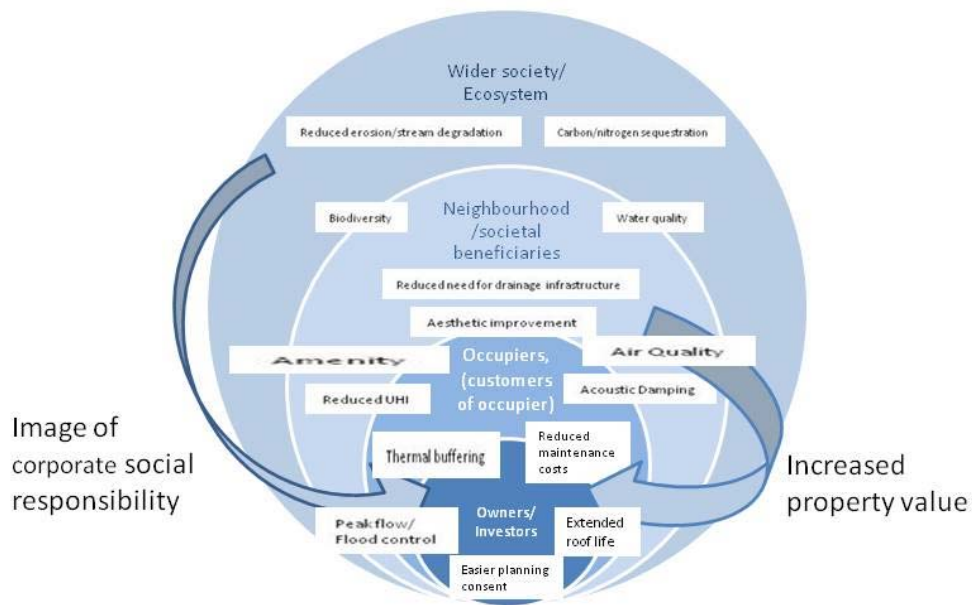 Wider society/
Ecosystem
Reduced erosion/stream degradation
Carbon/nitrogen sequestration
Biodiversity
Neighbourhood
/societal
beneficiaries
Water quality
Reduced need for drainage infrastructure
Aesthetic improvement
Amenity
Occupiers,
(customers
of occupier)
Air Quality
Reduced UHI
Acoustic Damping
Image of
corporate social
responsibility
Thermal buffering
Reduced
maintenance
costs
Increased
property value
Peak flow/
Flood control
Owners/
Investors
Extended
roof life
Easier planning
consent